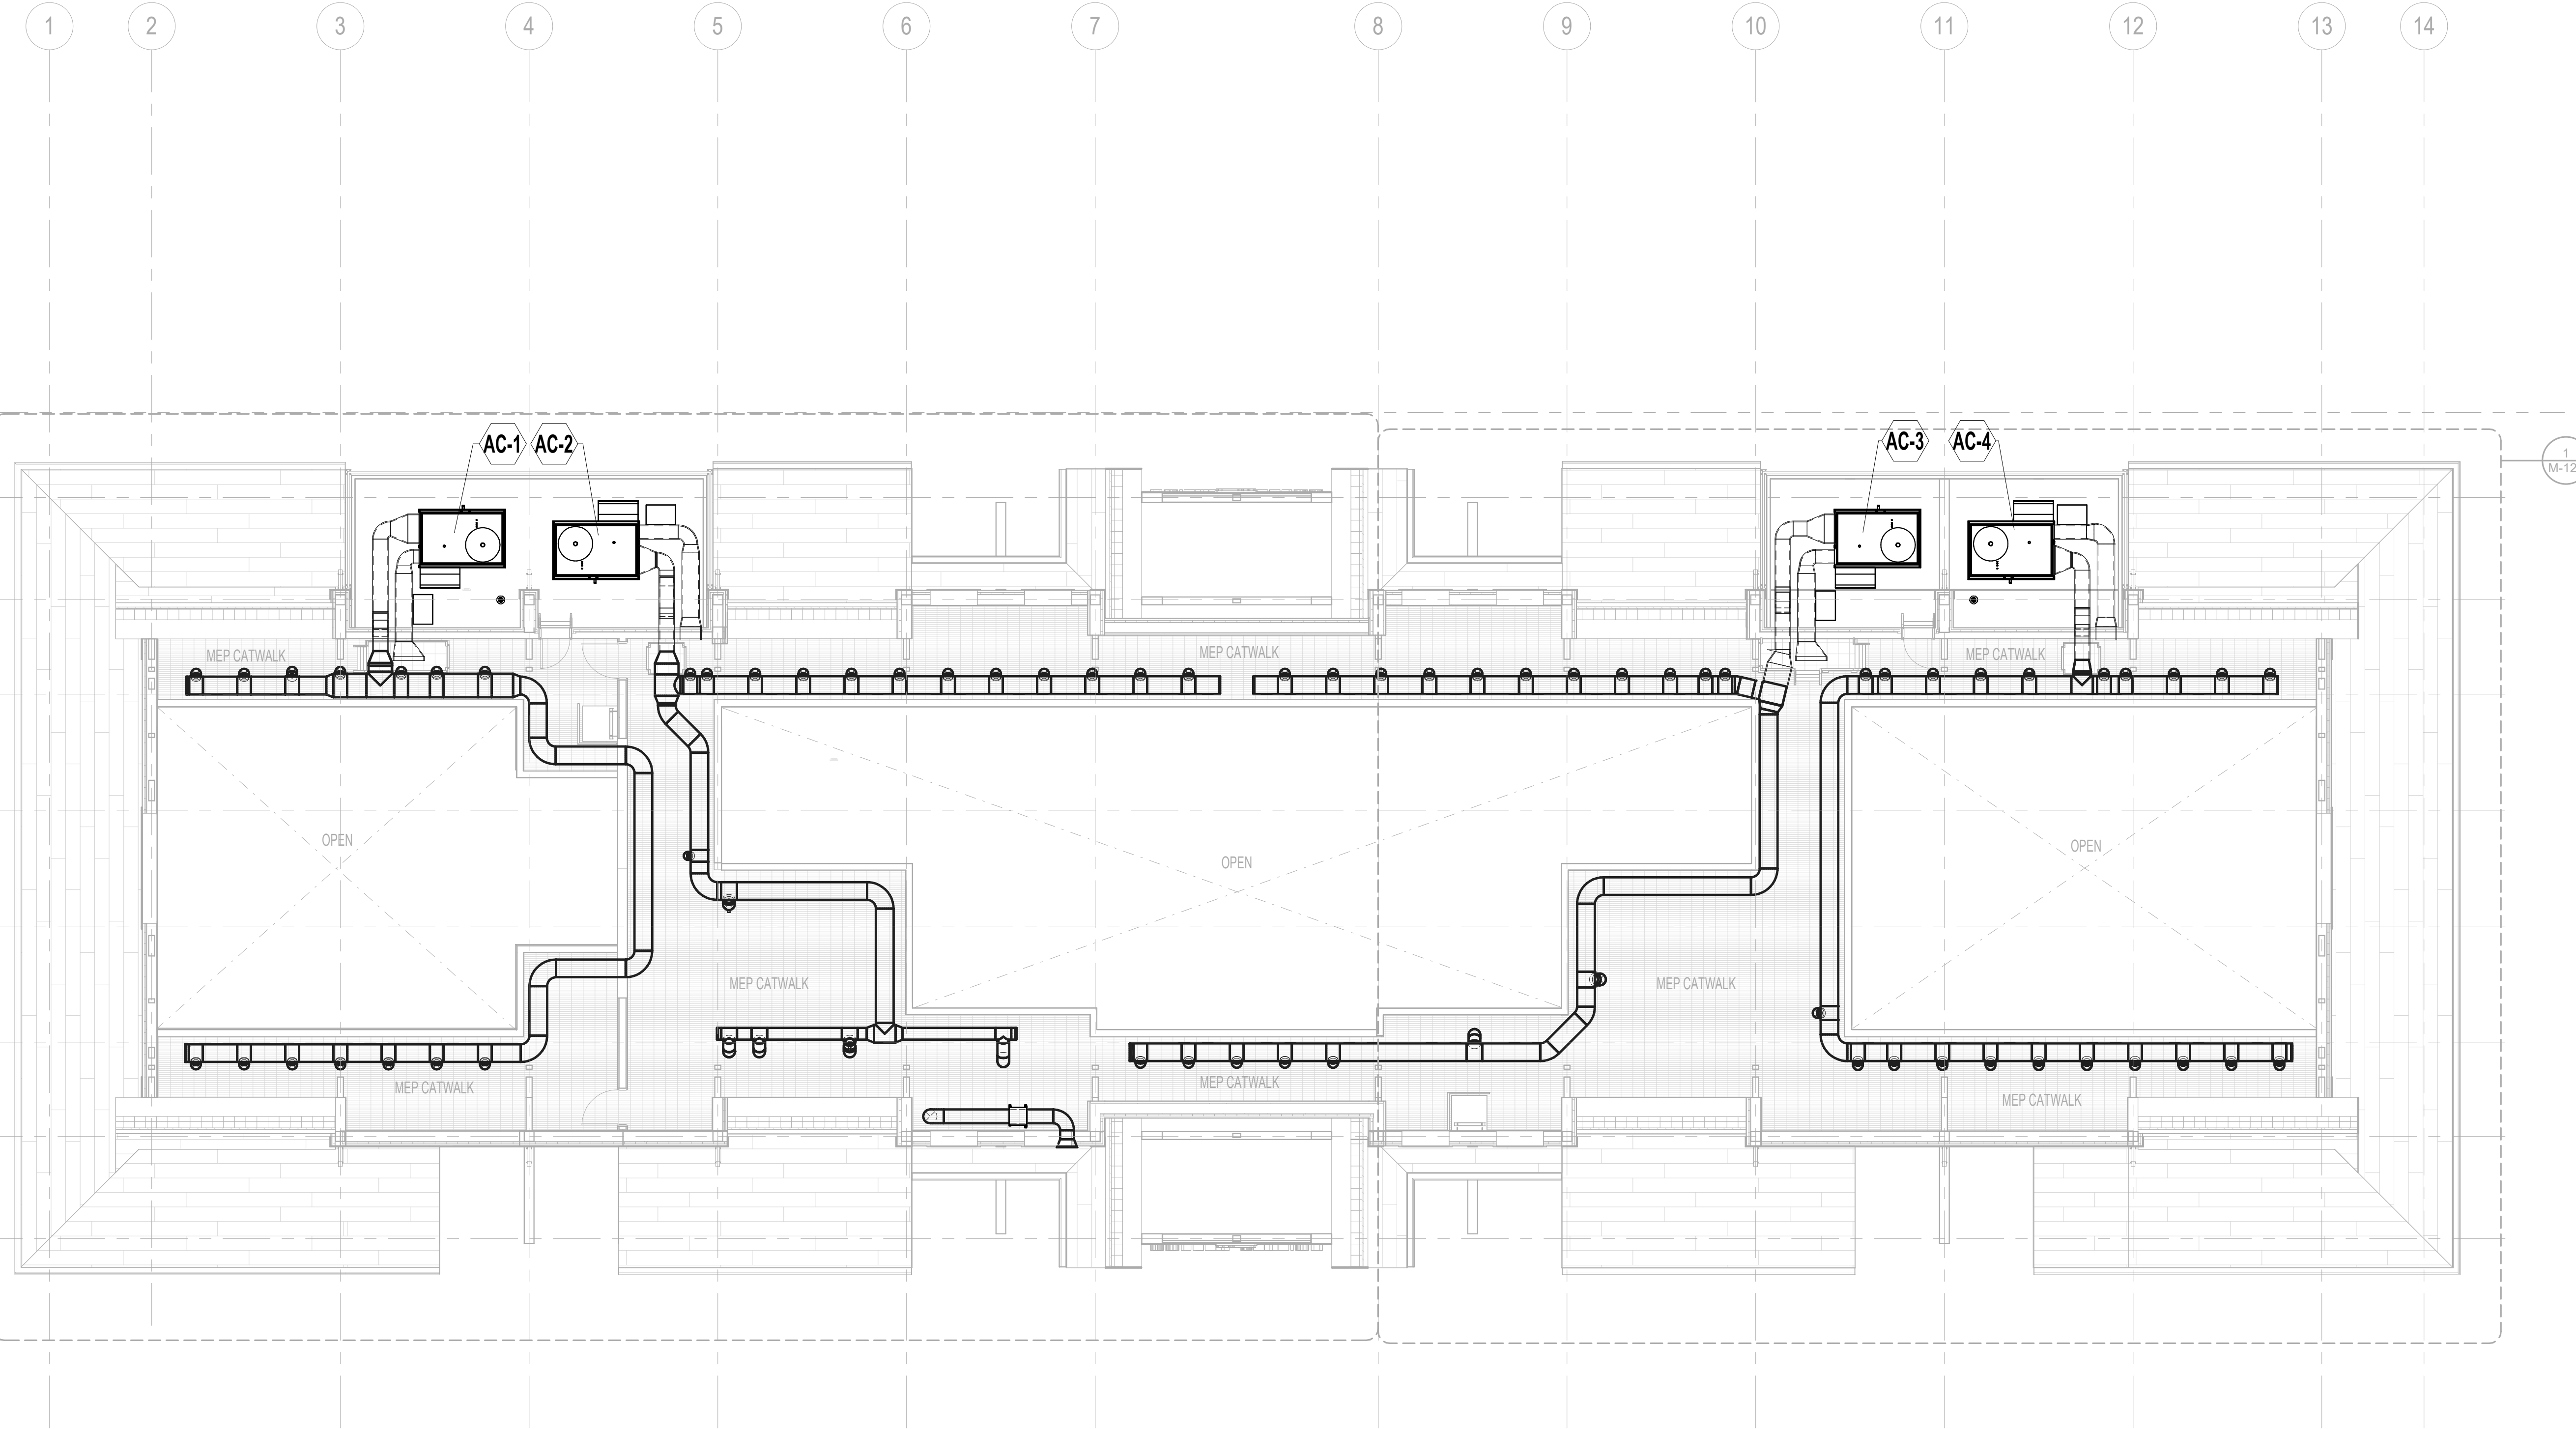 1 2 3 4 5 6 7 8 9 10 11 12 13 14
AC-1 AC-2 AC-3 AC-4
1
M-12
MEP CATWALK MEP CATWALK MEP CATWALK
OPEN OPEN OPEN
MEP CATWALK MEP CATWALK
MEP CATWALK MEP CATWALK MEP CATWALK